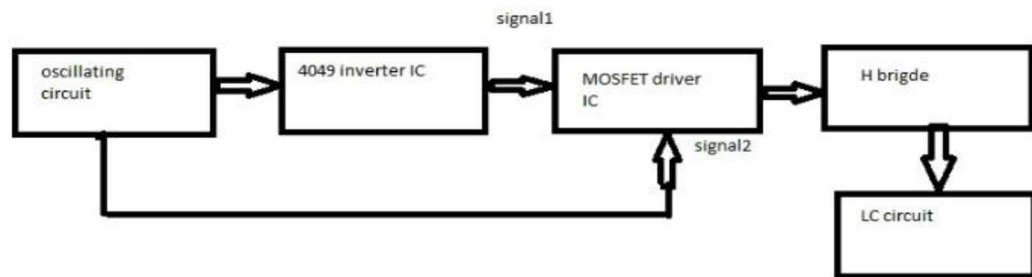 signal1
oscillating
circuit
4049 inverter IC
MOSFET driver
IC
H brigde
signal2
LC circuit